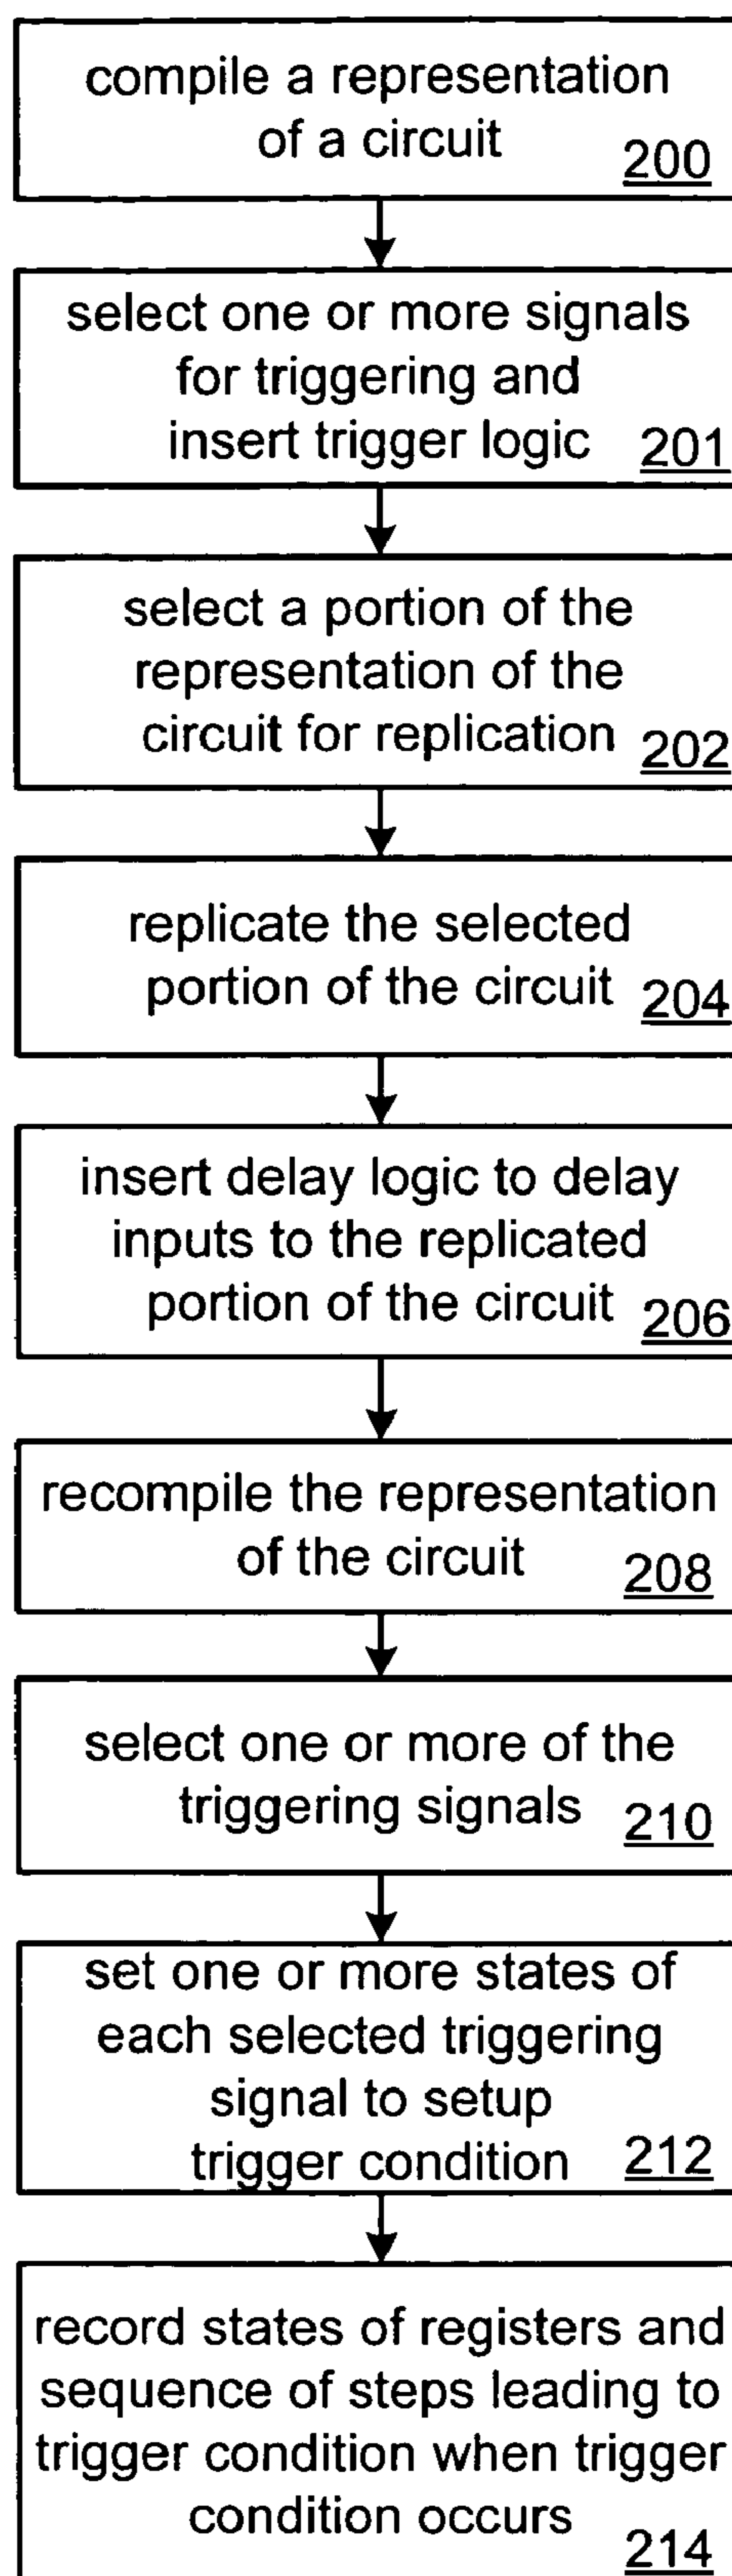 compile a representation
of a circuit 200
select one or more signals
for triggering and
insert trigger logic 201
select a portion of the
representation of the
circuit for replication 202
replicate the selected
portion of the circuit 204
insert delay logic to delay
inputs to the replicated
portion of the circuit 206
recompile the representation
of the circuit 208
select one or more of the
triggering signals 210
set one or more states of
each selected triggering
signal to setup
trigger condition 212
record states of registers and
sequence of steps leading to
trigger condition when trigger
condition occurs 214